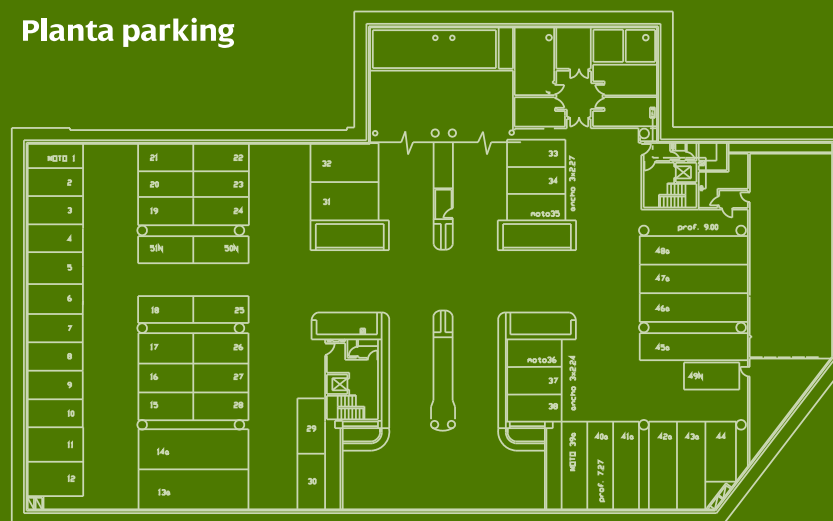 Planta parking
MOTO 1
2
3
4
5
6
7
8
9
10
11
12
21 22
20 23
19 24
51N 50N
18 25
17 26
16 27
15 28
14a
13a
32
31
29
30
33
34
moto35
ancho 3x2.27
moto36
37
38
ancho 3x2.24
prof. 9.00
48a
47a
46a
45a
49N
MOTO 39a
40a
prof. 7.27
41a
42a
43a
44